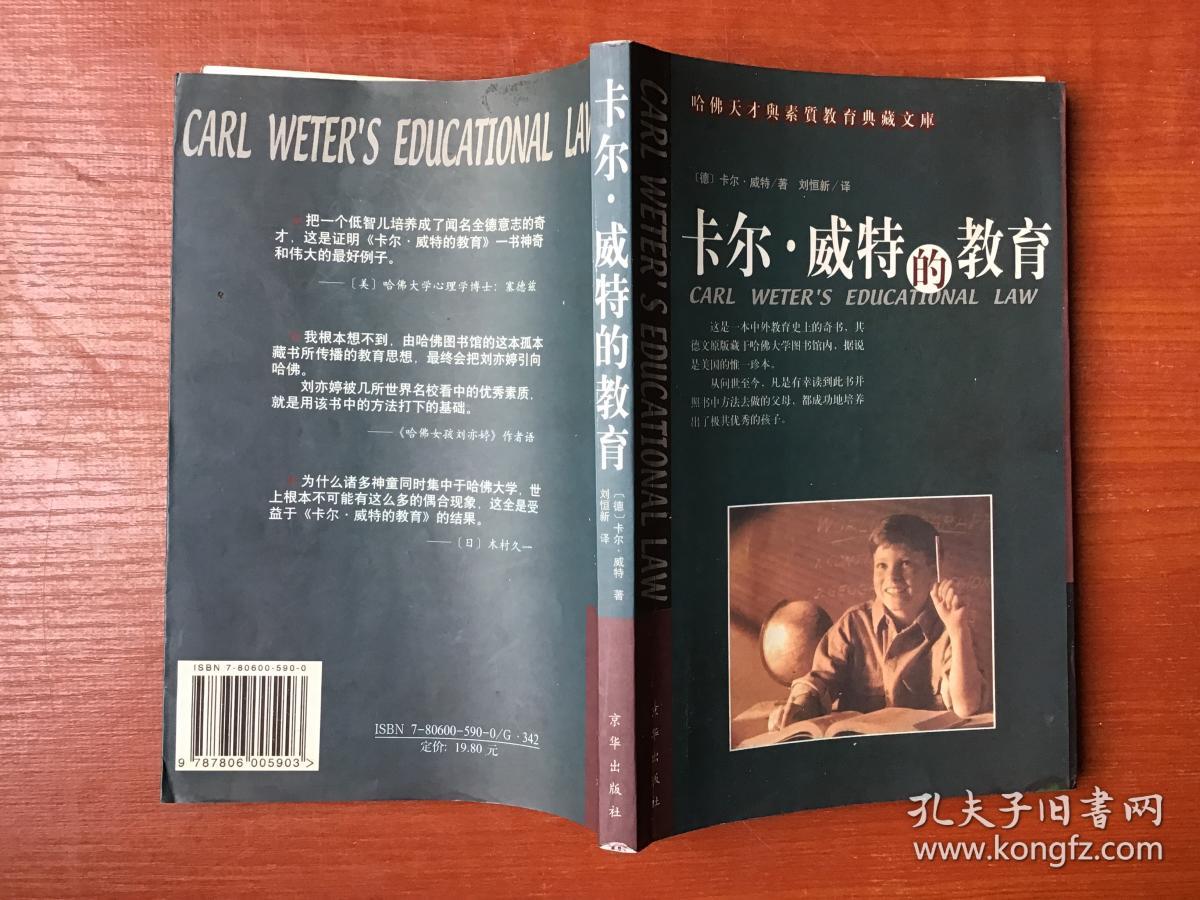 CARL WETER'S EDUCATIONAL LAW
把一个低智儿培养成了闻名全德意志的奇
才，这是证明《卡尔·威特的教育》一书神奇
和伟大的最好例子。
——〔美〕哈佛大学心理学博士：塞德兹
我根本想不到，由哈佛图书馆的这本孤本
藏书所传播的教育思想，最终会把刘亦婷引向
哈佛。
刘亦婷被几所世界名校看中的优秀素质，
就是用该书中的方法打下的基础。
——《哈佛女孩刘亦婷》作者语
为什么诸多神童同时集中于哈佛大学，世
上根本不可能有这么多的偶合现象，这全是受
益于《卡尔·威特的教育》的结果。
——〔日〕木村久一
ISBN 7-80600-590-0
9 787806 005903 >
ISBN 7-80600-590-0/G·342
定价：19.80 元
卡尔·威特的教育
〔德〕卡尔·威特 著
刘恒新 译
京华出版社
CARL WETER'S EDUCATIONAL LAW
京华出版社
哈佛天才與素質教育典藏文庫
〔德〕卡尔·威特/著 刘恒新/译
卡尔·威特的教育
CARL WETER'S EDUCATIONAL LAW
这是一本中外教育史上的奇书，其
德文原版藏于哈佛大学图书馆内，据说
是美国的惟一珍本。
从问世至今，凡是有幸读到此书并
照书中方法去做的父母，都成功地培养
出了极其优秀的孩子。
孔夫子旧书网
www.kongfz.com